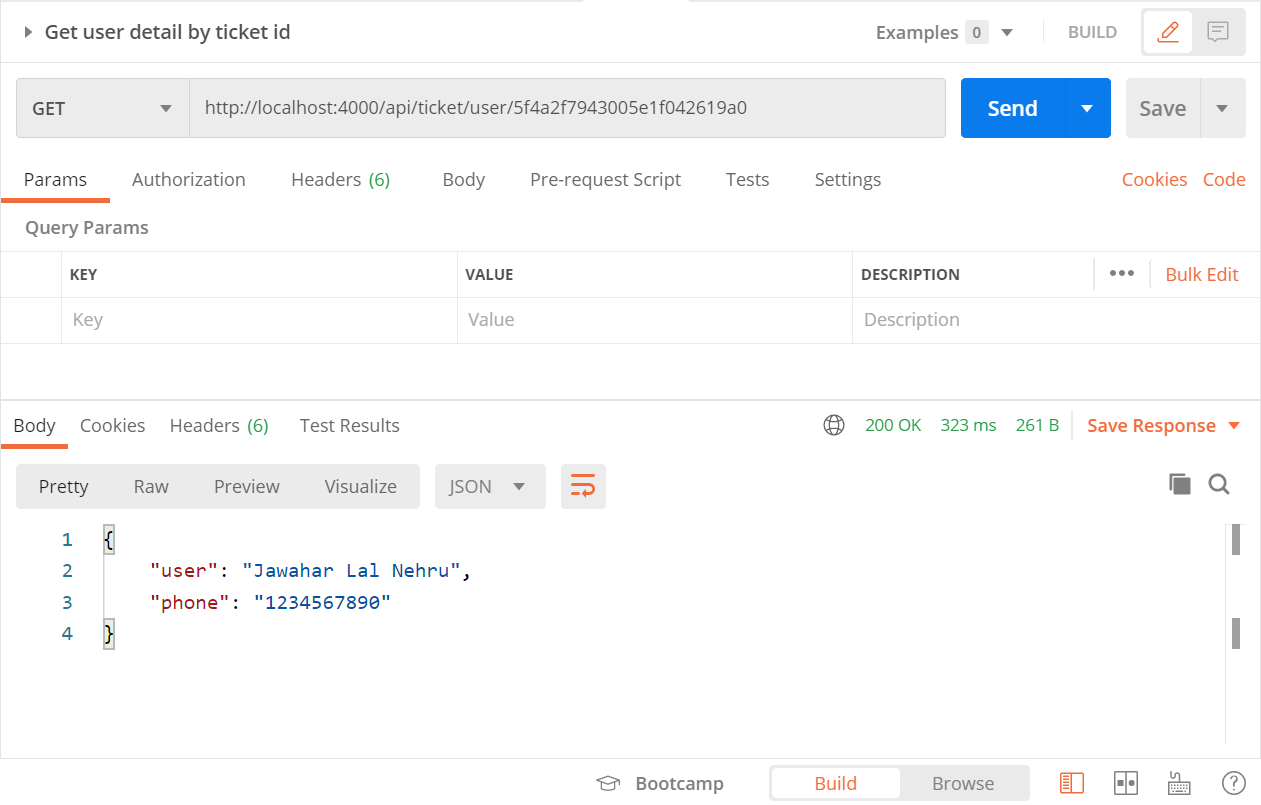 Get user detail by ticket id Examples 0 BUILD
GET http://localhost:4000/api/ticket/user/5f4a2f7943005e1f042619a0 Send Save
Params Authorization Headers (6) Body Pre-request Script Tests Settings Cookies Code
Query Params
KEY VALUE DESCRIPTION ••• Bulk Edit
Key Value Description
Body Cookies Headers (6) Test Results 200 OK 323 ms 261 B Save Response
Pretty Raw Preview Visualize JSON
1 {
2 "user": "Jawahar Lal Nehru",
3 "phone": "1234567890"
4 }
Bootcamp Build Browse ?